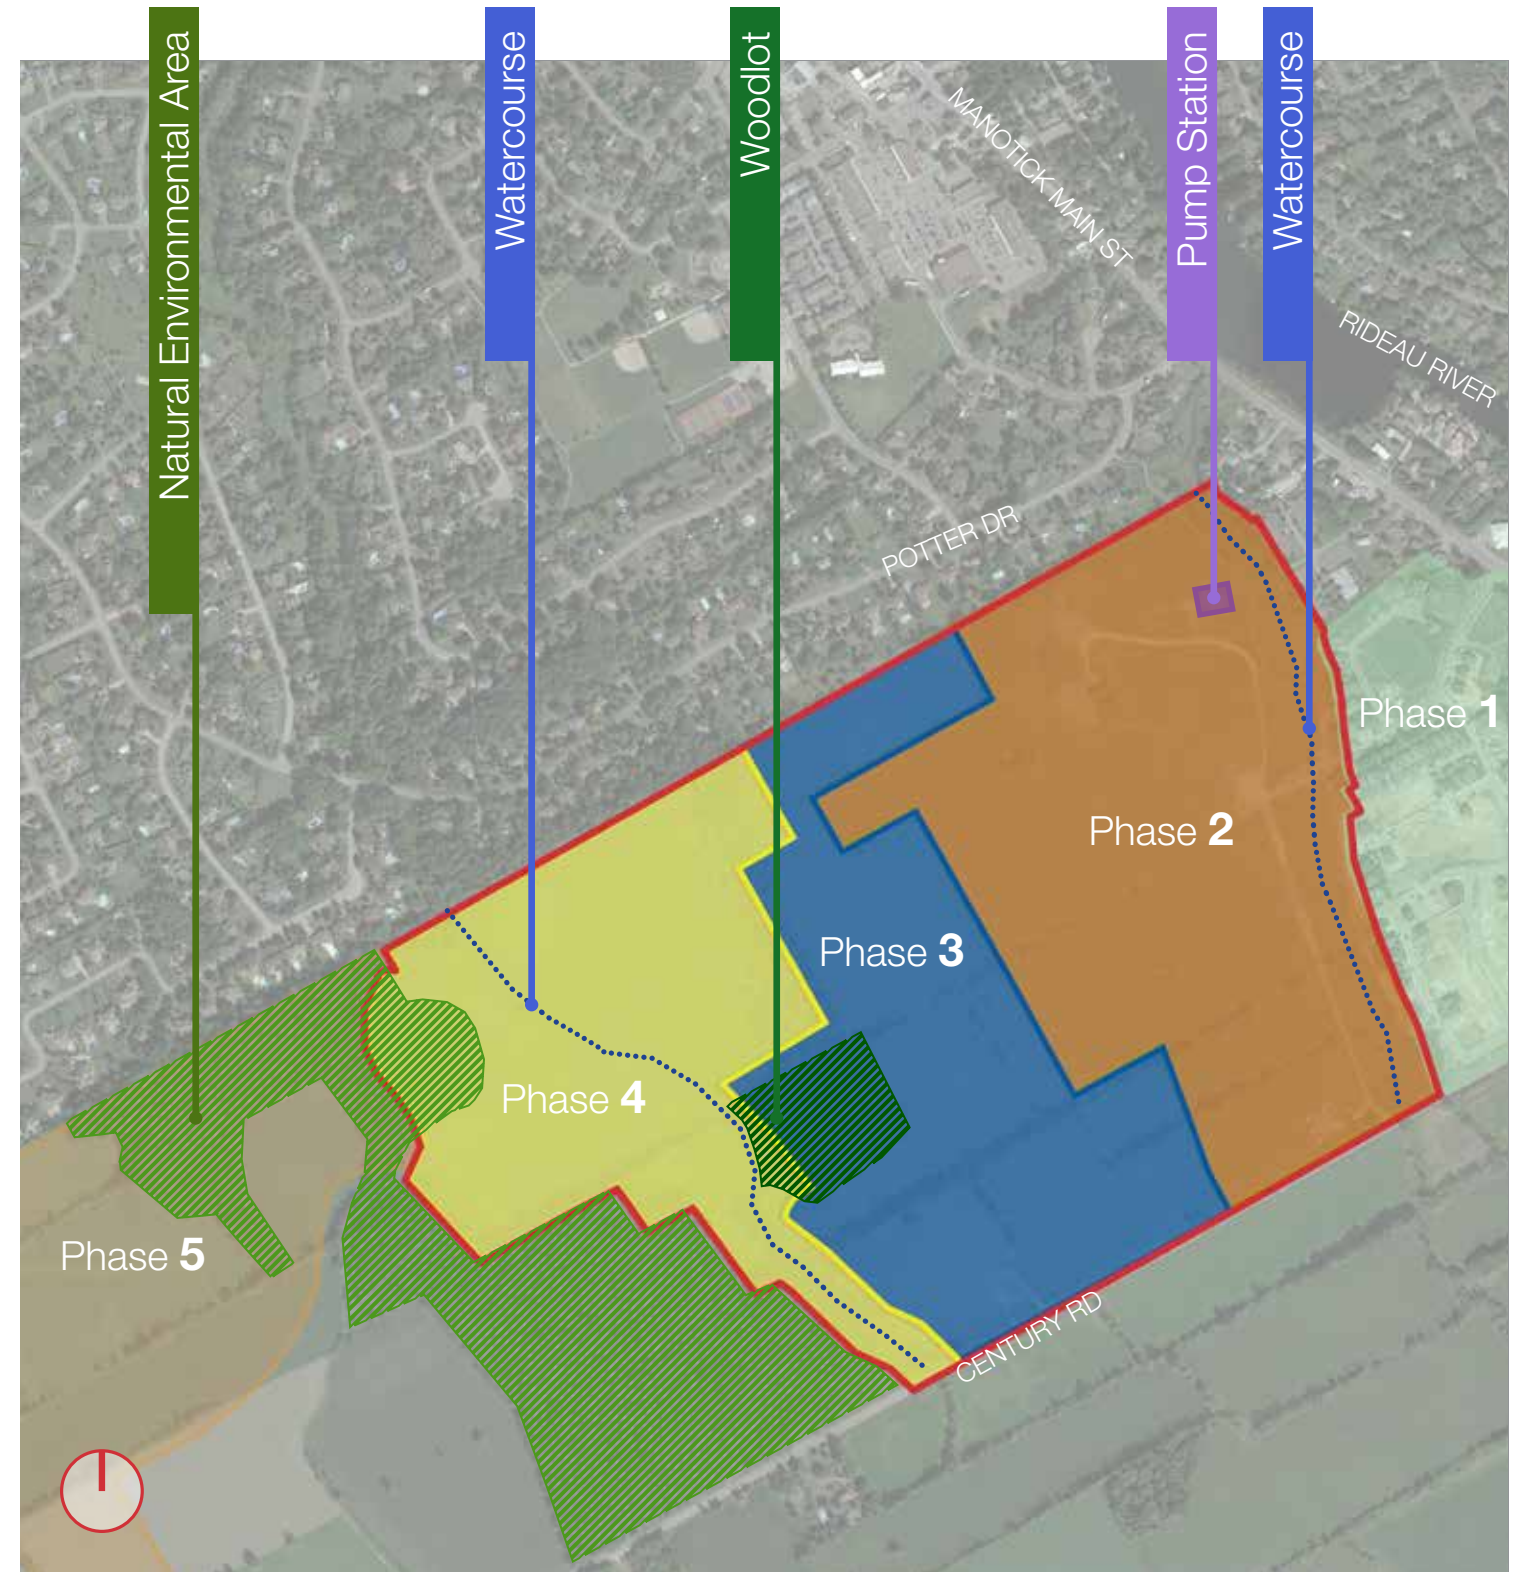 Natural Environmental Area
Watercourse
Woodlot
Pump Station
Watercourse
MANOTICK MAIN ST
RIDEAU RIVER
POTTER DR
Phase 1
Phase 2
Phase 3
Phase 4
Phase 5
CENTURY RD